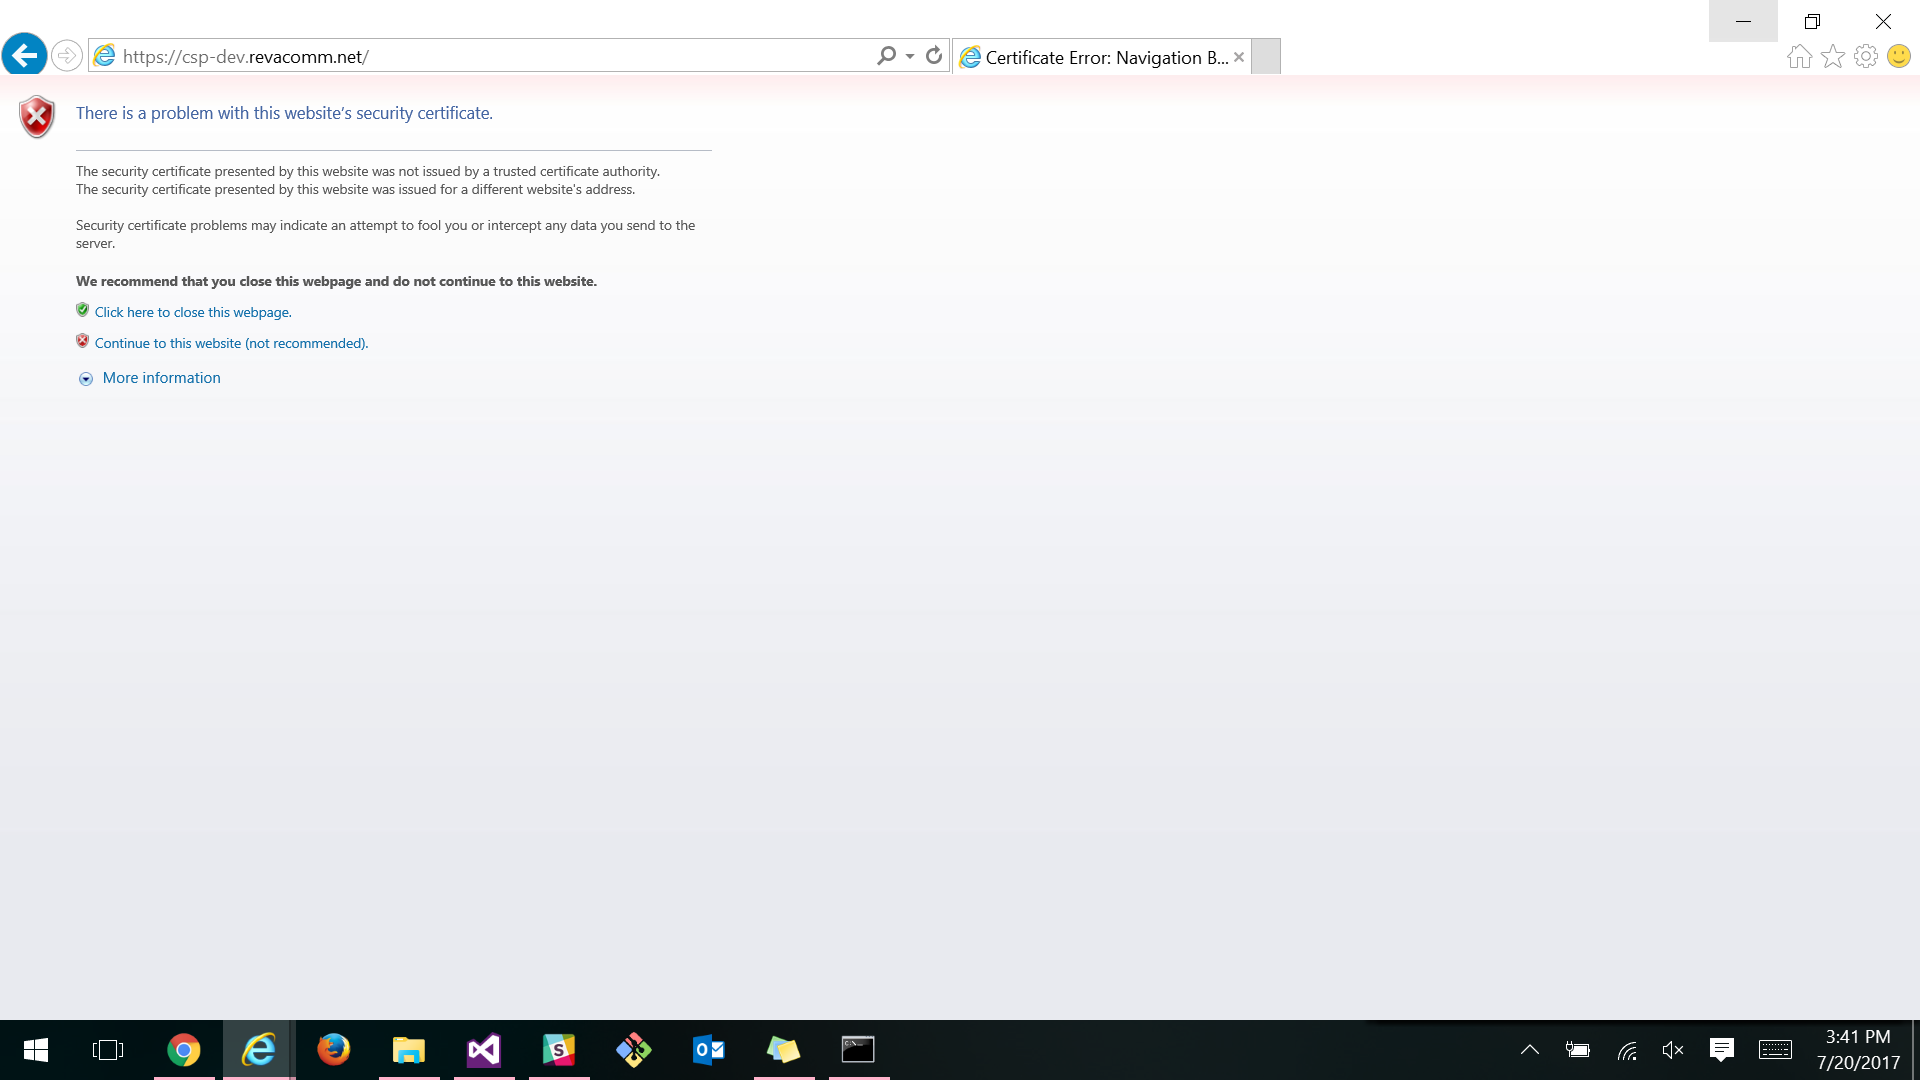 https://csp-dev.revacomm.net/
Certificate Error: Navigation B...
There is a problem with this website’s security certificate.
The security certificate presented by this website was not issued by a trusted certificate authority.
The security certificate presented by this website was issued for a different website's address.
Security certificate problems may indicate an attempt to fool you or intercept any data you send to the
server.
We recommend that you close this webpage and do not continue to this website.
Click here to close this webpage.
Continue to this website (not recommended).
More information
3:41 PM
7/20/2017